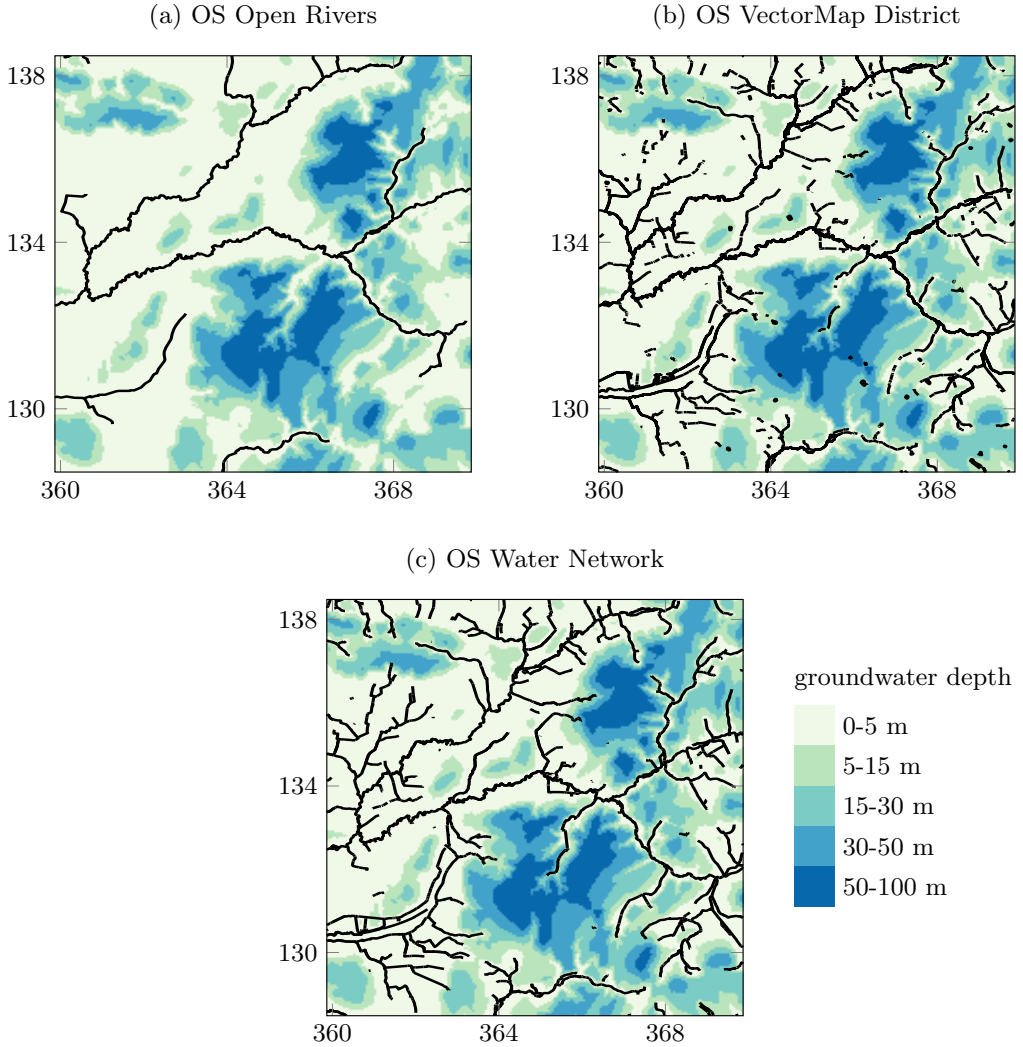 (a) OS Open Rivers
(b) OS VectorMap District
138
134
130
360
364
368
138
134
130
360
364
368
(c) OS Water Network
138
134
130
360
364
368
groundwater depth
0-5 m
5-15 m
15-30 m
30-50 m
50-100 m